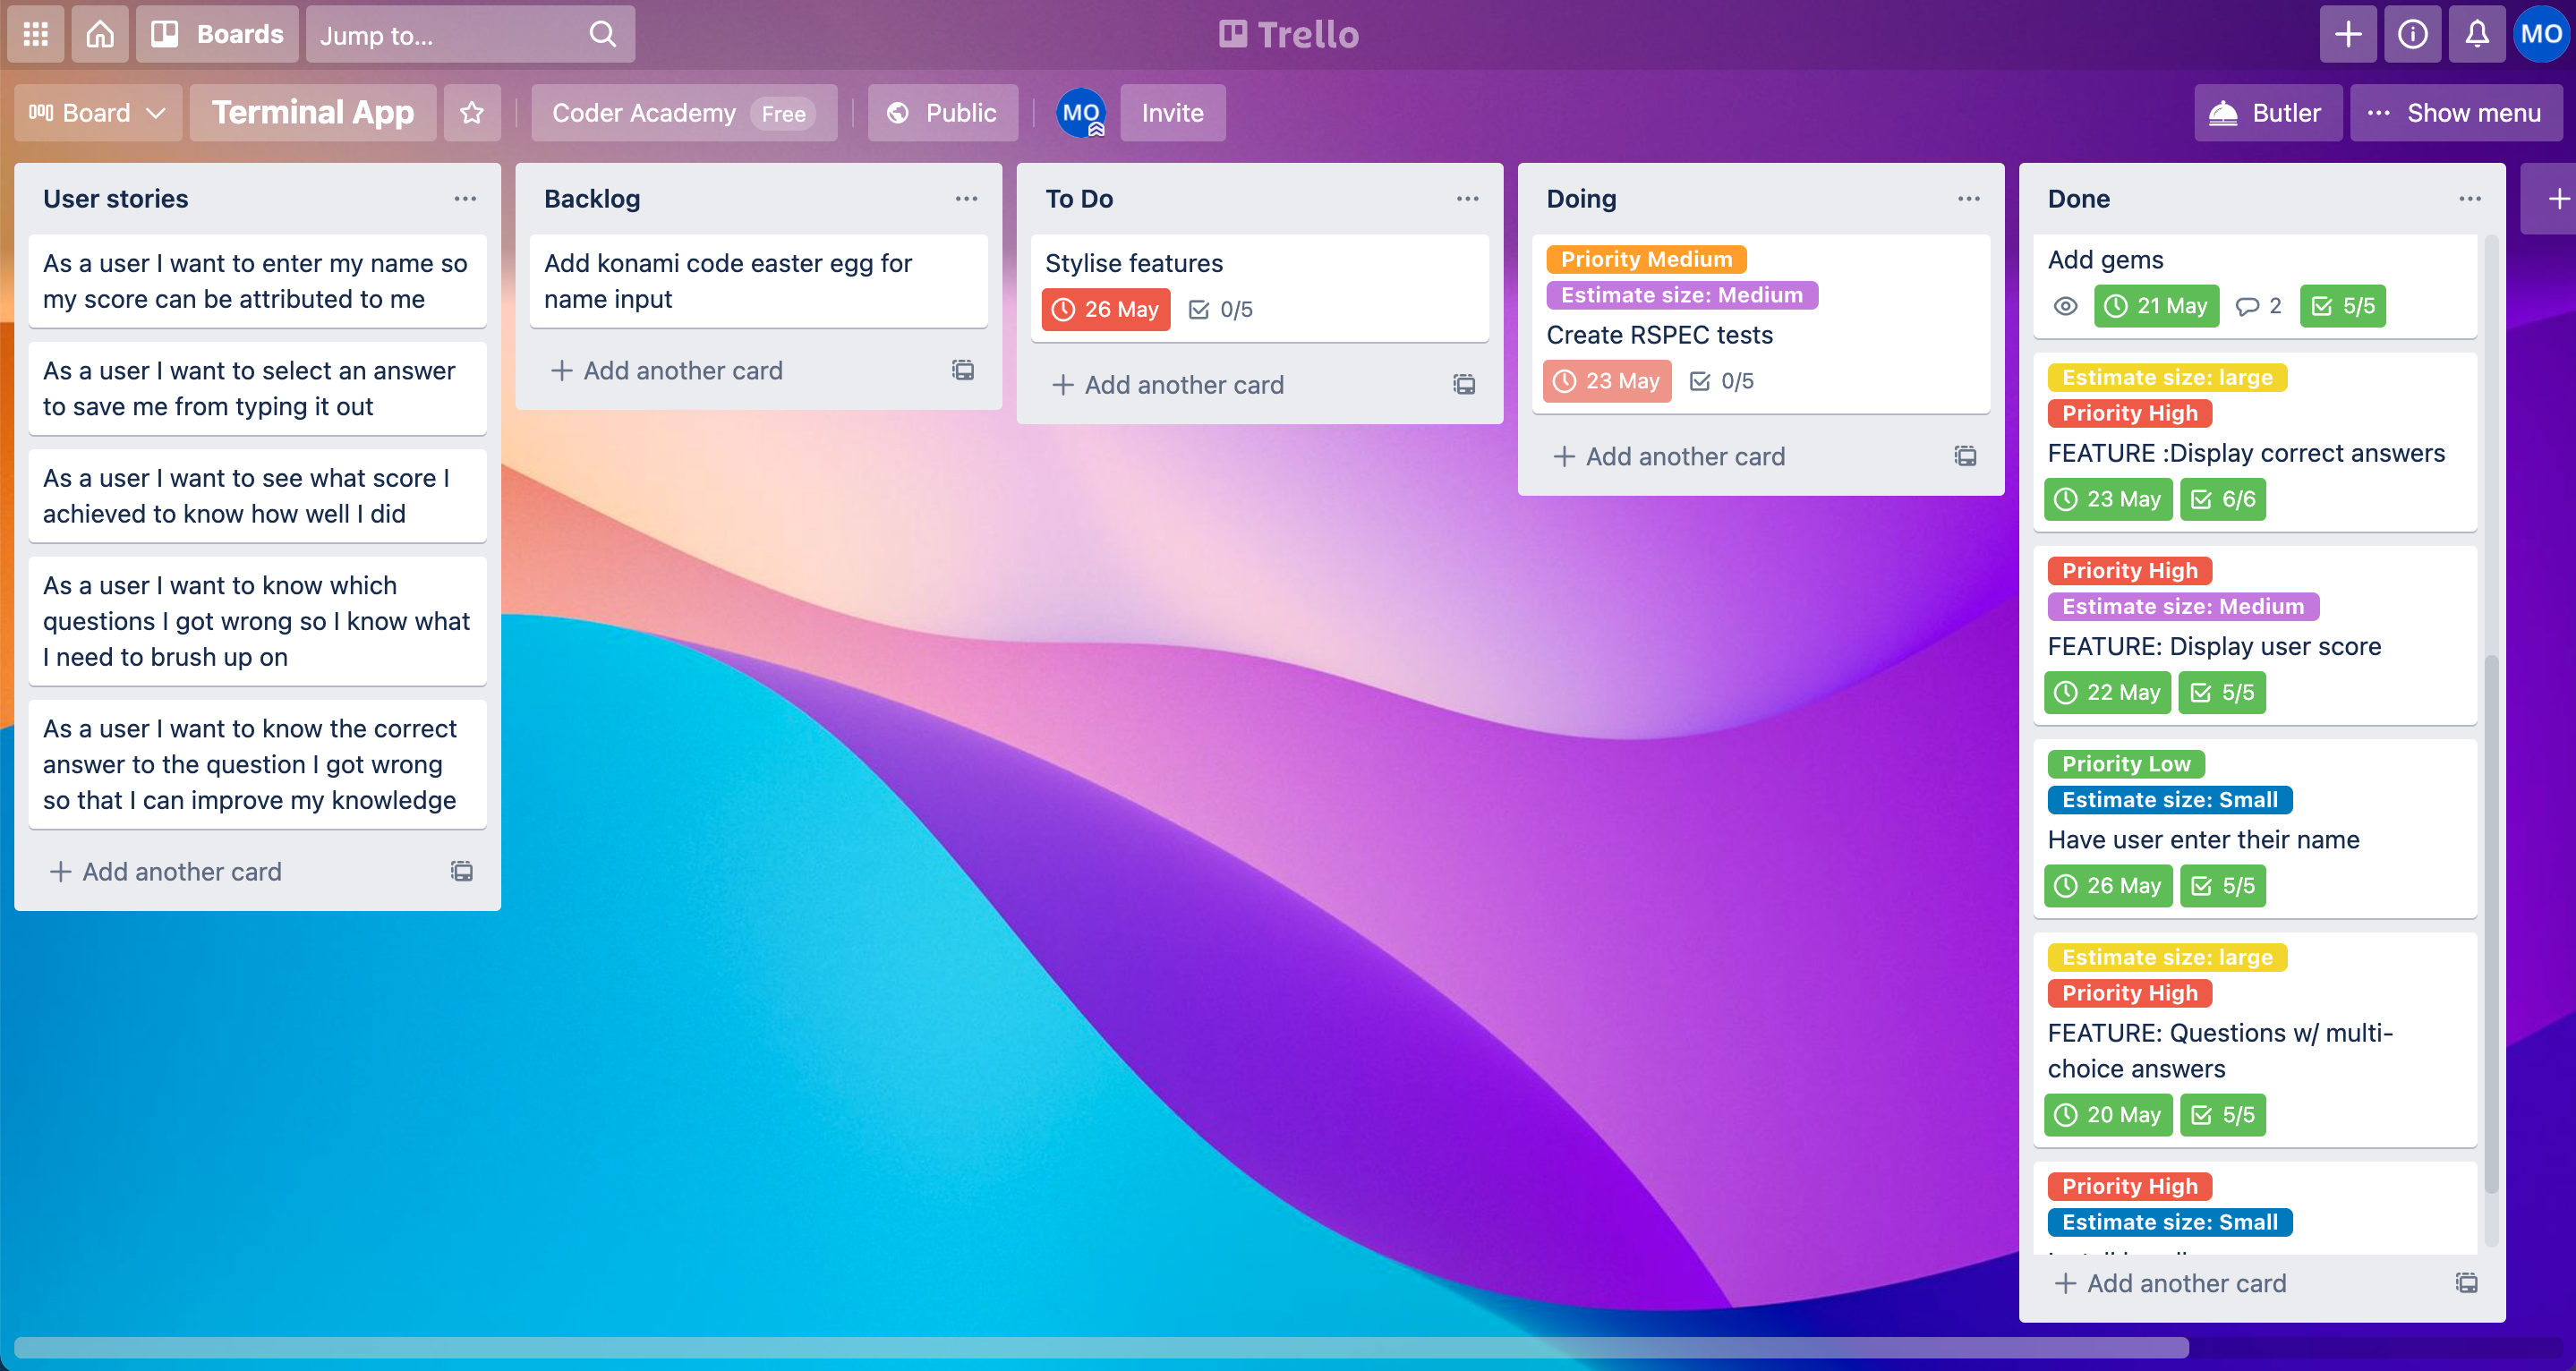 Boards
Jump to...
Trello
MO
Board
Terminal App
Coder Academy Free
Public
MO
Invite
Butler
Show menu
User stories
As a user I want to enter my name so
my score can be attributed to me
As a user I want to select an answer
to save me from typing it out
As a user I want to see what score I
achieved to know how well I did
As a user I want to know which
questions I got wrong so I know what
I need to brush up on
As a user I want to know the correct
answer to the question I got wrong
so that I can improve my knowledge
Add another card
Backlog
Add konami code easter egg for
name input
Add another card
To Do
Stylise features
26 May 0/5
Add another card
Doing
Priority Medium
Estimate size: Medium
Create RSPEC tests
23 May 0/5
Add another card
Done
Add gems
21 May 2 5/5
Estimate size: large
Priority High
FEATURE :Display correct answers
23 May 6/6
Priority High
Estimate size: Medium
FEATURE: Display user score
22 May 5/5
Priority Low
Estimate size: Small
Have user enter their name
26 May 5/5
Estimate size: large
Priority High
FEATURE: Questions w/ multi-
choice answers
20 May 5/5
Priority High
Estimate size: Small
Add another card